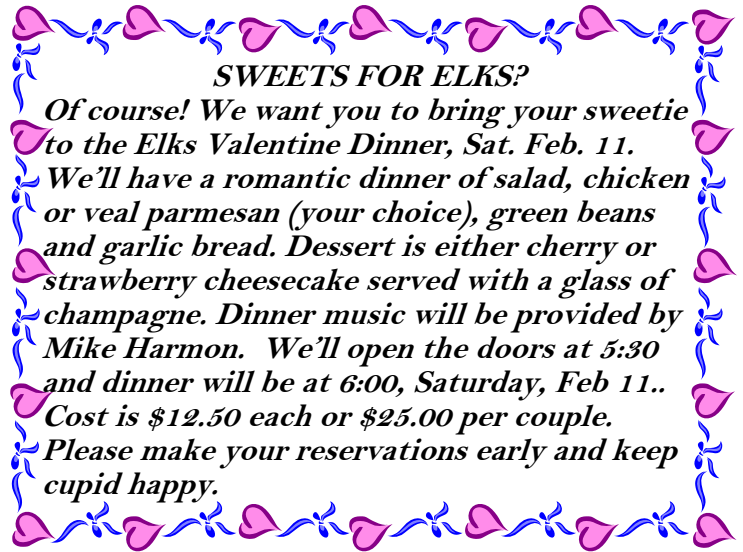 SWEETS FOR ELKS?
Of course! We want you to bring your sweetie
to the Elks Valentine Dinner, Sat. Feb. 11.
We’ll have a romantic dinner of salad, chicken
or veal parmesan (your choice), green beans
and garlic bread. Dessert is either cherry or
strawberry cheesecake served with a glass of
champagne. Dinner music will be provided by
Mike Harmon.  We’ll open the doors at 5:30
and dinner will be at 6:00, Saturday, Feb 11..
Cost is $12.50 each or $25.00 per couple.
Please make your reservations early and keep
cupid happy.